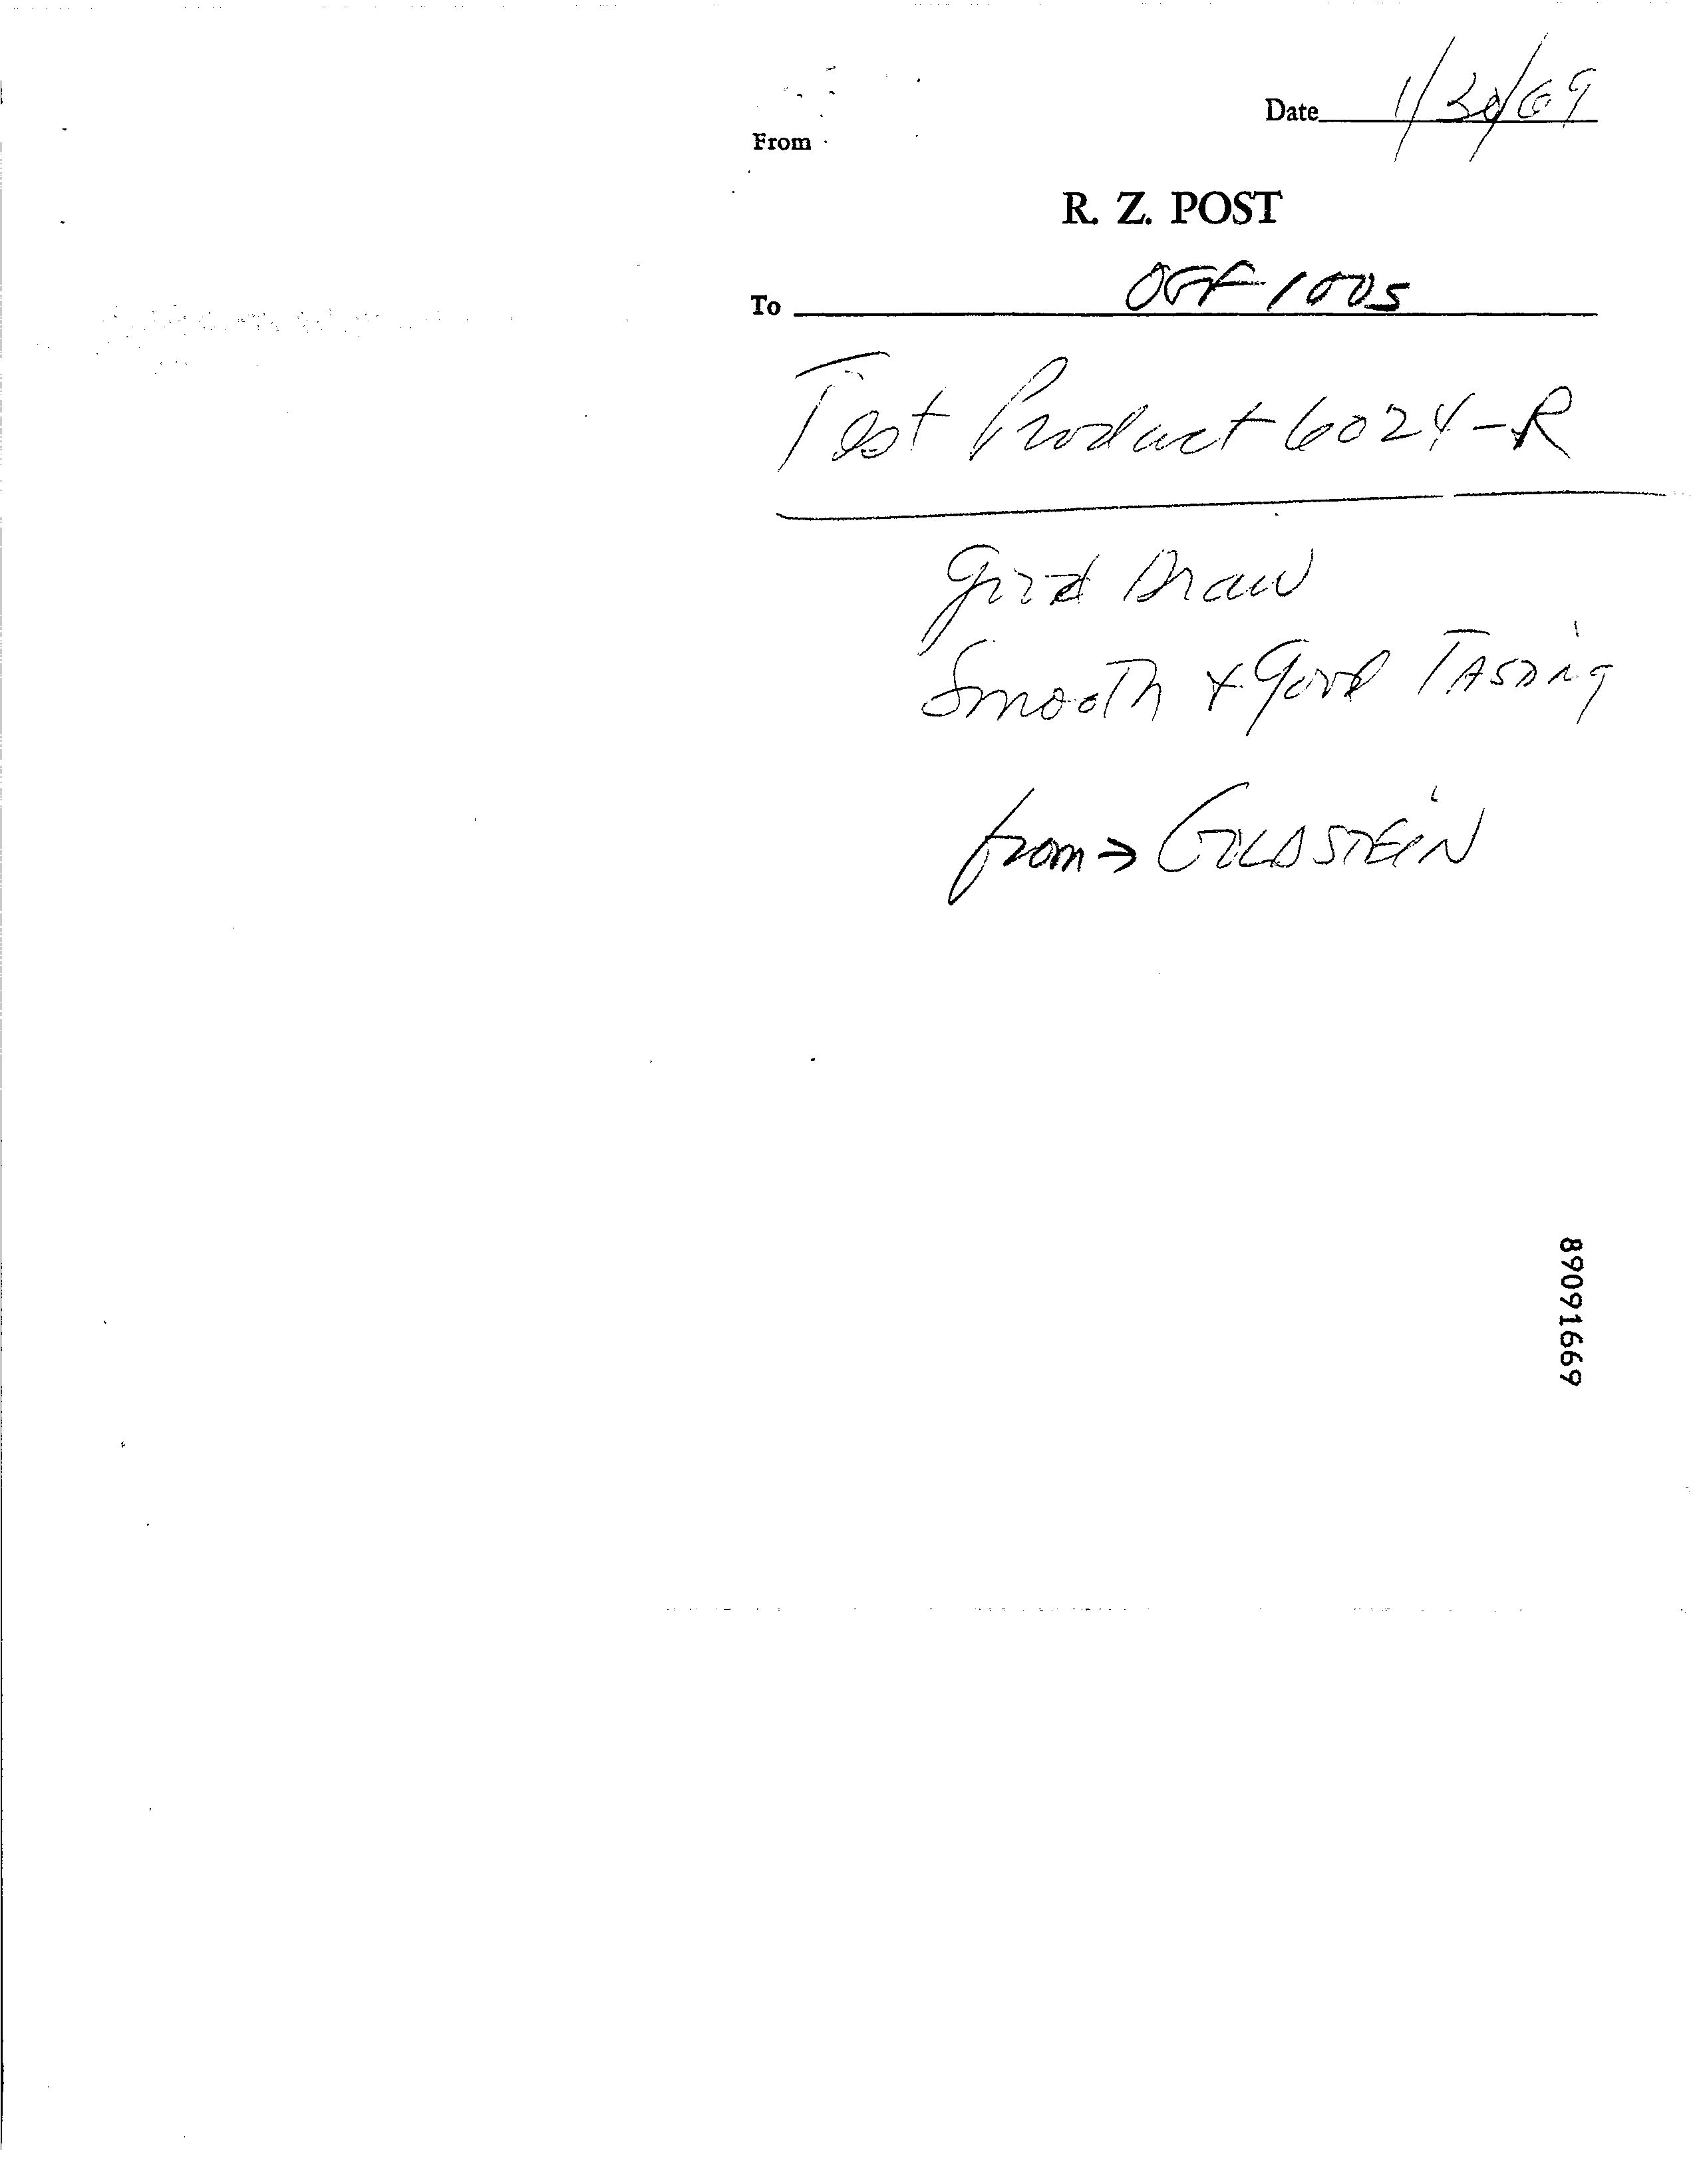 Date 1/30/69
From
R. Z. POST
To OFF 1005
Test Product 6024-R
Good Draw
Smooth & Good Tasting
from → GOLDSTEIN
89091669